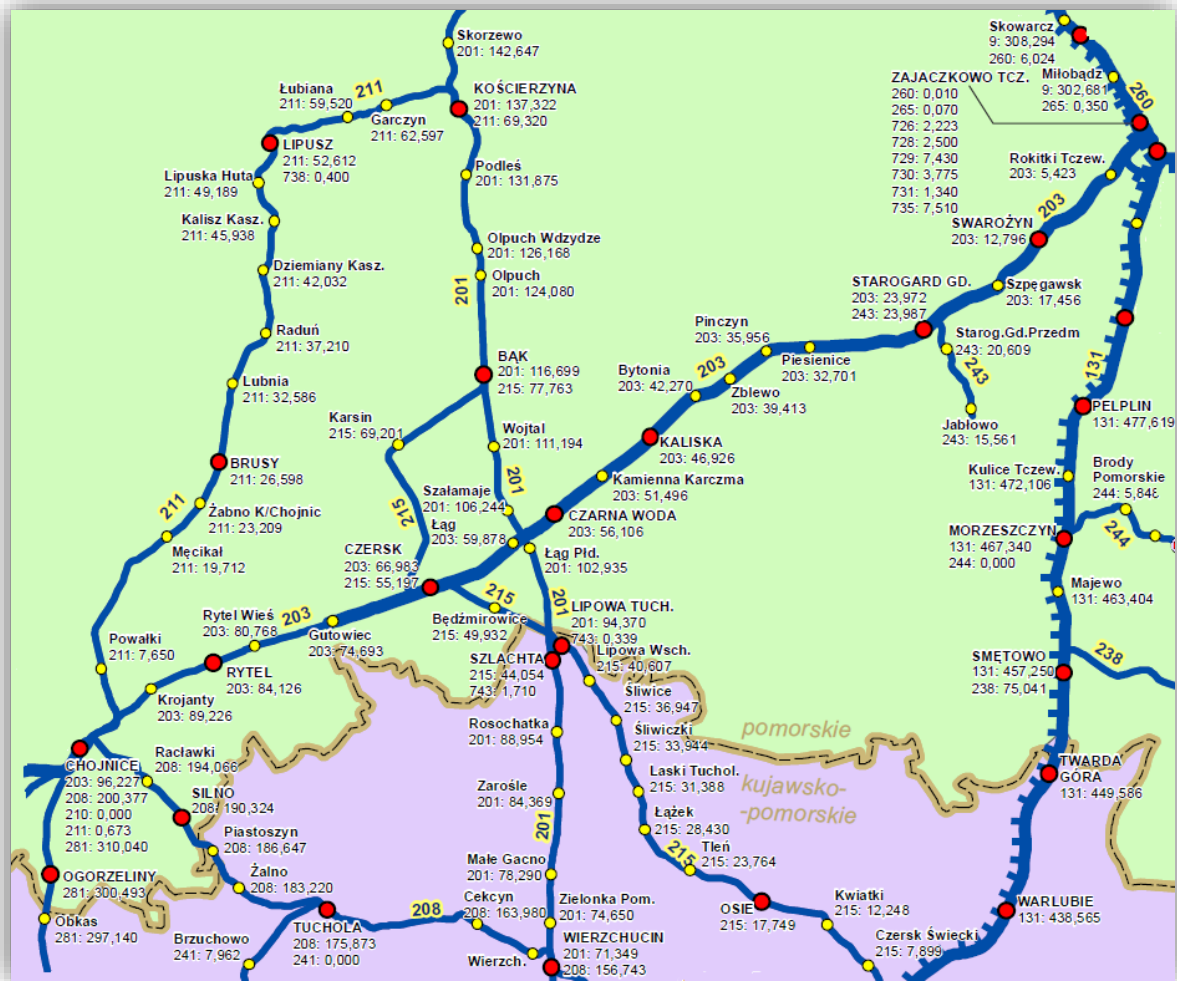 Skorzewo
201: 142,647
Łubiana
211: 59,520
211
Garczyn
211: 62,597
KOŚCIERZYNA
201: 137,322
211: 69,320
LIPUSZ
211: 52,612
738: 0,400
Lipuska Huta
211: 49,189
Kalisz Kasz.
211: 45,938
Dziemiany Kasz.
211: 42,032
Raduń
211: 37,210
Lubnia
211: 32,586
BRUSY
211: 26,598
211
Żabno K/Chojnic
211: 23,209
Męcikał
211: 19,712
Powałki
211: 7,650
Podleś
201: 131,875
Olpuch Wdzydze
201: 126,168
Olpuch
201: 124,080
201
BĄK
201: 116,699
215: 77,763
Karsin
215: 69,201
215
Wojtal
201: 111,194
201
Szałamaje
201: 106,244
Łąg
203: 59,878
Łąg Płd.
201: 102,935
CZERSK
203: 66,983
215: 55,197
215
Będźmirowice
215: 49,932
201
LIPOWA TUCH.
201: 94,370
743: 0,339
Lipowa Wsch.
215: 40,607
SZLACHTA
215: 44,054
743: 1,710
Skowarcz
9: 308,294
260: 6,024
ZAJACZKOWO TCZ.
260: 0,010
265: 0,070
726: 2,223
728: 2,500
729: 7,430
730: 3,775
731: 1,340
735: 7,510
Miłobądz
9: 302,681
265: 0,350
260
Rokitki Tczew.
203: 5,423
203
SWAROŻYN
203: 12,796
Szpęgawsk
203: 17,456
STAROGARD GD.
203: 23,972
243: 23,987
Starog.Gd.Przedm
243: 20,609
243
Jabłowo
243: 15,561
Pinczyn
203: 35,956
Piesienice
203: 32,701
Bytonia
203: 42,270
203
Zblewo
203: 39,413
KALISKA
203: 46,926
Kamienna Karczma
203: 51,496
CZARNA WODA
203: 56,106
131
PELPLIN
131: 477,619
Kulice Tczew.
131: 472,106
Brody
Pomorskie
244: 5,848
244
MORZESZCZYN
131: 467,340
244: 0,000
Majewo
131: 463,404
SMĘTOWO
131: 457,250
238: 75,041
238
TWARDA
GÓRA
131: 449,586
WARLUBIE
131: 438,565
Rytel Wieś
203: 80,768
203
Gutowiec
203: 74,693
RYTEL
203: 84,126
Krojanty
203: 89,226
CHOJNICE
203: 96,227
208: 200,377
210: 0,000
211: 0,673
281: 310,040
Racławki
208: 194,066
SILNO
208: 190,324
Piastoszyn
208: 186,647
Żalno
208: 183,220
OGORZELINY
281: 300,493
Obkas
281: 297,140
Brzuchowo
241: 7,962
TUCHOLA
208: 175,873
241: 0,000
208
Cekcyn
208: 163,980
Wierzch.
WIERZCHUCIN
201: 71,349
208: 156,743
Zielonka Pom.
201: 74,650
Małe Gacno
201: 78,290
201
Zarośle
201: 84,369
Rosochatka
201: 88,954
Śliwice
215: 36,947
Śliwiczki
215: 33,944
Laski Tuchol.
215: 31,388
Łążek
215: 28,430
215
Tleń
215: 23,764
OSIE
215: 17,749
Kwiatki
215: 12,248
Czersk Świecki
215: 7,899
pomorskie
kujawsko-
-pomorskie